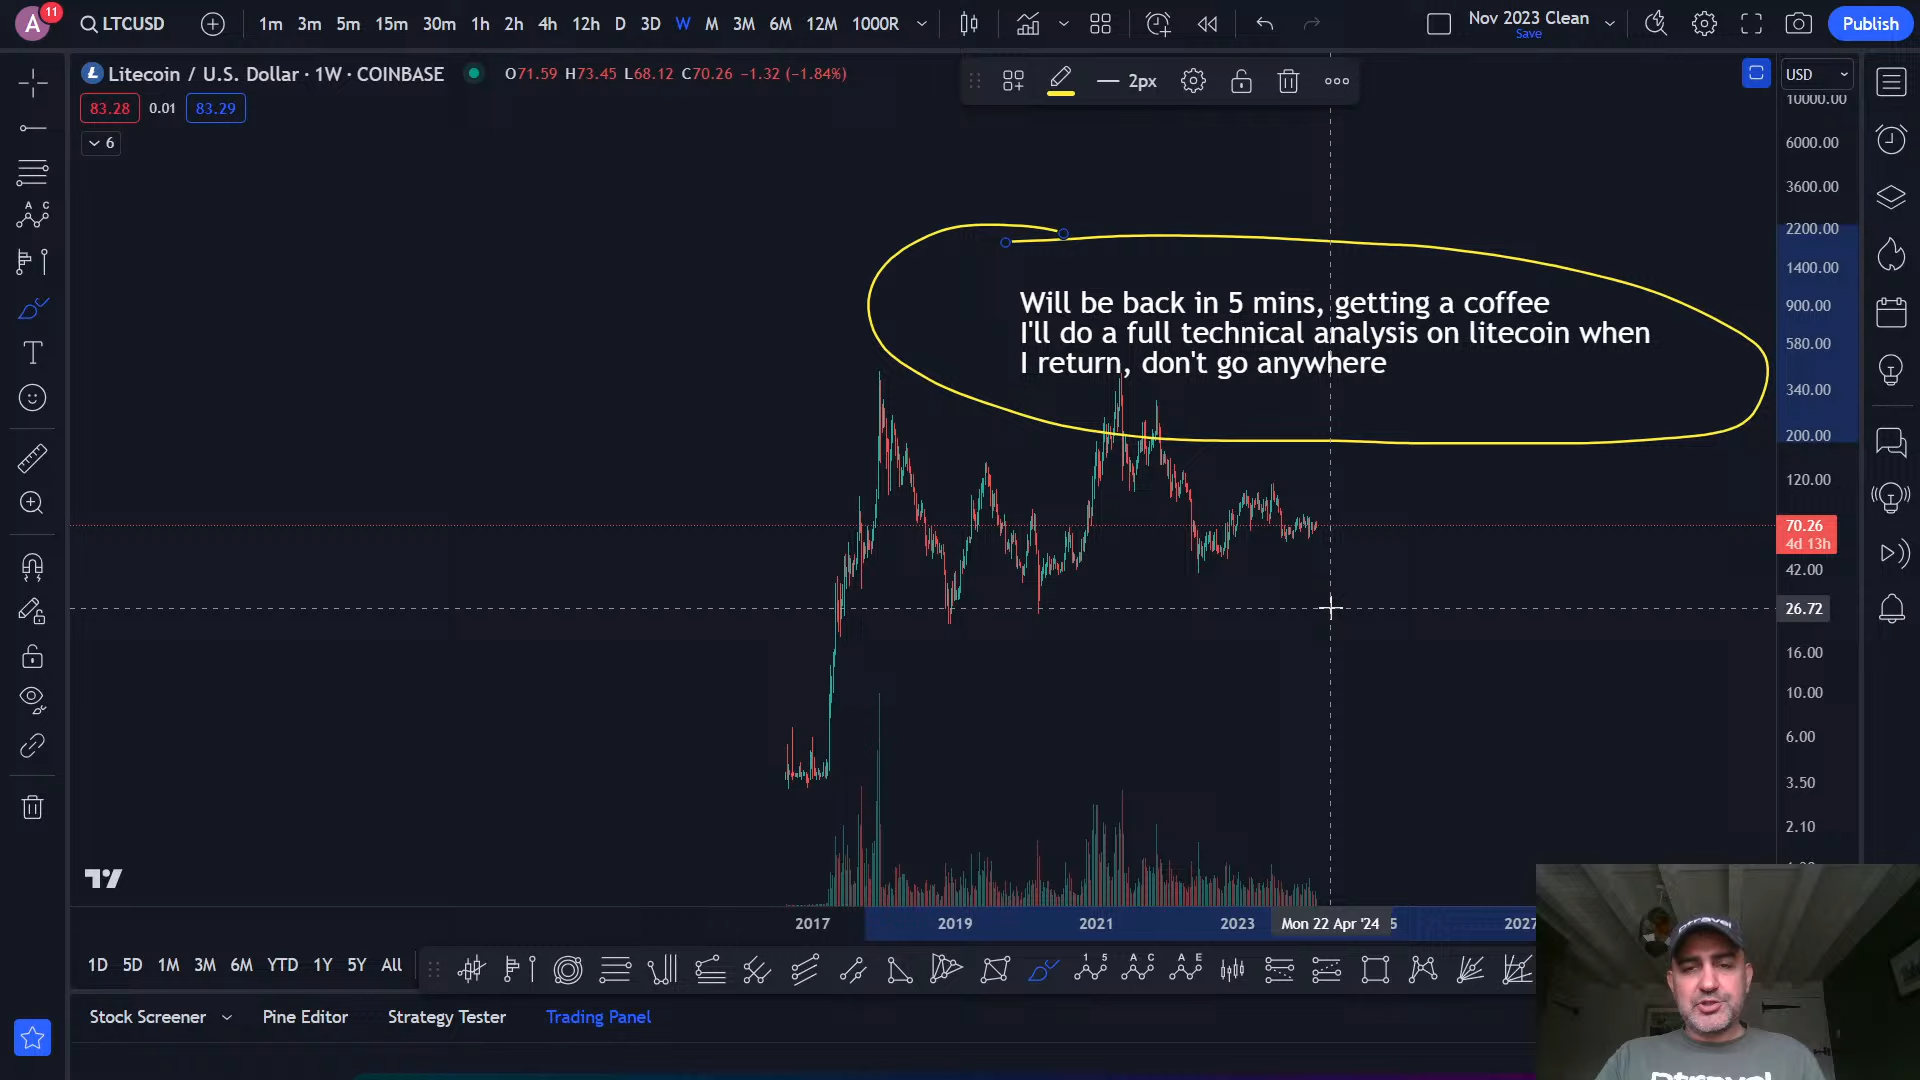 A
11
LTCUSD
1m 3m 5m 15m 30m 1h 2h 4h 12h D 3D W M 3M 6M 12M 1000R
Nov 2023 Clean
Save
Publish
Litecoin / U.S. Dollar · 1W · COINBASE
O71.59 H73.45 L68.12 C70.26 −1.32 (−1.84%)
2px
USD
83.28 0.01 83.29
6
10000.00
6000.00
3600.00
2200.00
1400.00
900.00
580.00
340.00
200.00
120.00
70.26
4d 13h
42.00
26.72
16.00
10.00
6.00
3.50
2.10
Will be back in 5 mins, getting a coffee
I'll do a full technical analysis on litecoin when
I return, don't go anywhere
2017 2019 2021 2023 Mon 22 Apr '24 5
1D 5D 1M 3M 6M YTD 1Y 5Y All
Stock Screener Pine Editor Strategy Tester Trading Panel